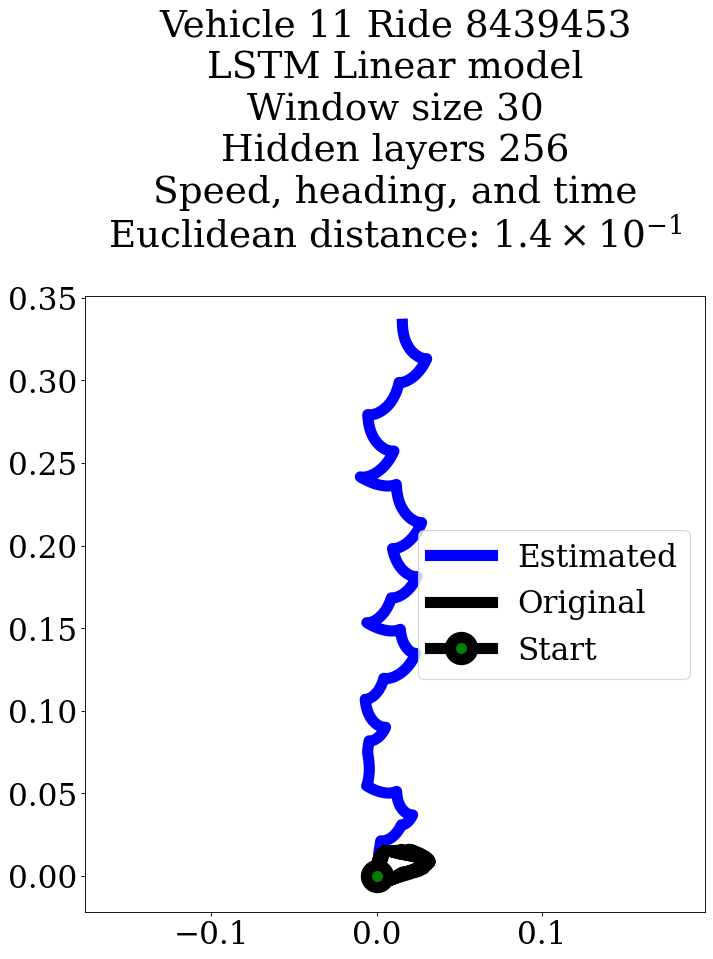 Vehicle 11 Ride 8439453
LSTM Linear model
Window size 30
Hidden layers 256
Speed, heading, and time
Euclidean distance: 1.4 × 10⁻¹
0.35
0.30
0.25
0.20
0.15
0.10
0.05
0.00
Estimated
Original
Start
−0.1
0.0
0.1